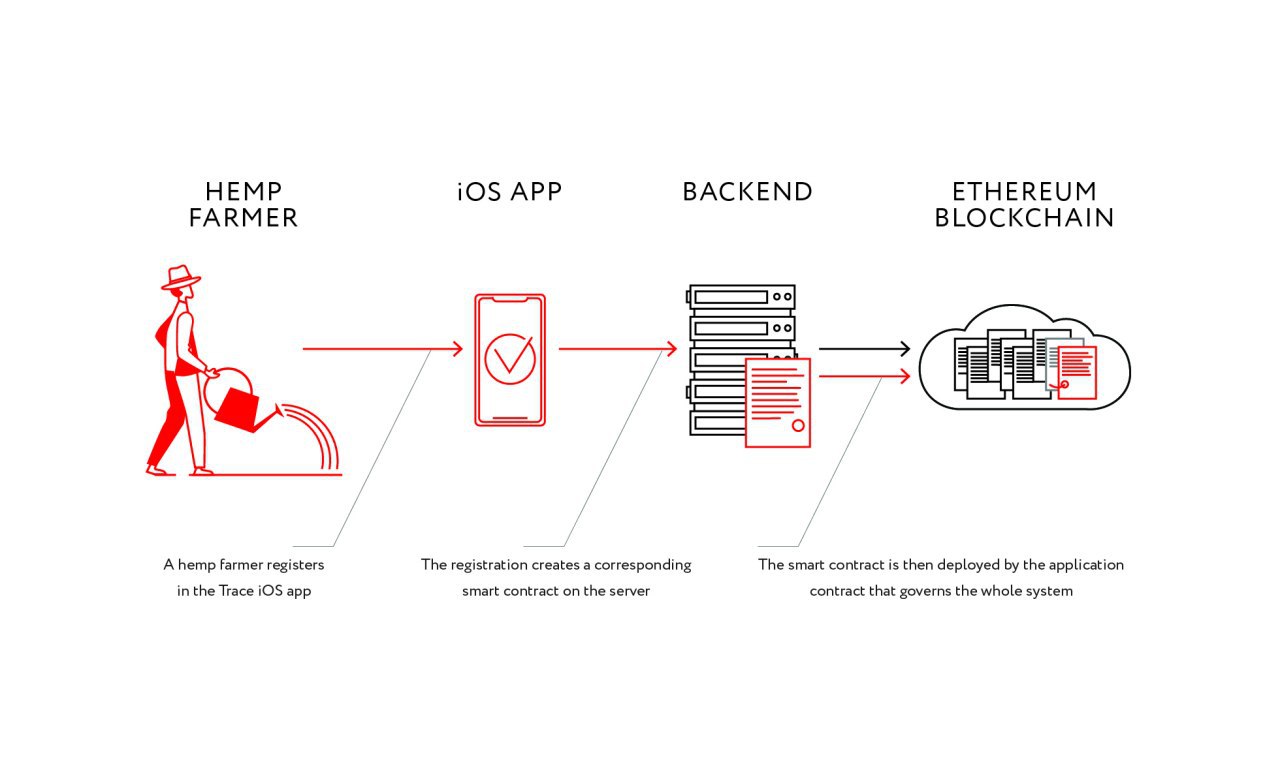 HEMP
FARMER
iOS APP
BACKEND
ETHEREUM
BLOCKCHAIN
A hemp farmer registers
in the Trace iOS app
The registration creates a corresponding
smart contract on the server
The smart contract is then deployed by the application
contract that governs the whole system